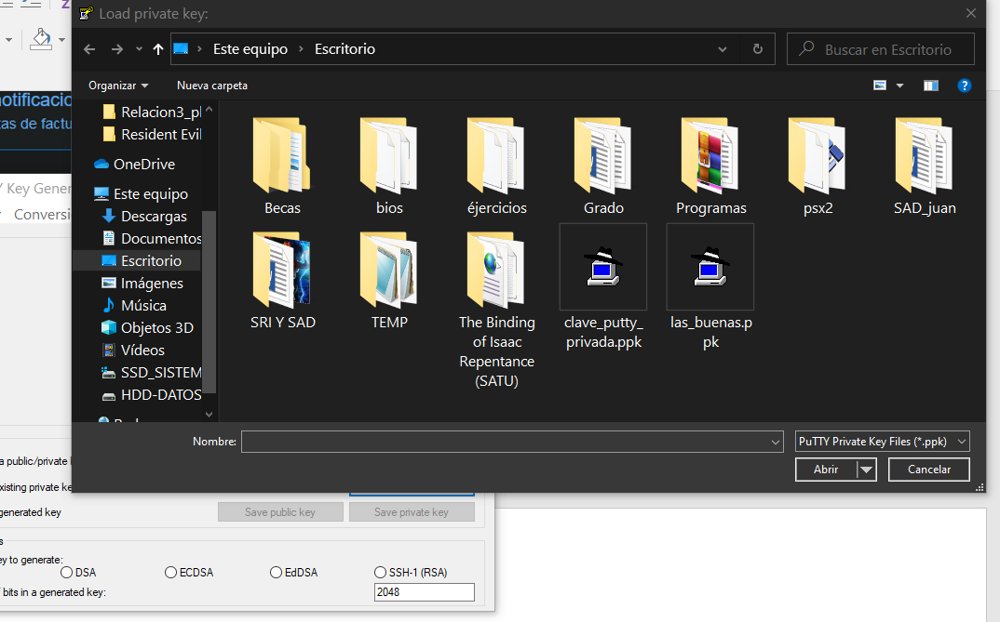 Load private key:
Este equipo
Escritorio
Buscar en Escritorio
Organizar
Nueva carpeta
otificacio
tas de factu
Key Gener
Conversi
Relacion3_pl
Resident Evil
OneDrive
Este equipo
Descargas
Documentos
Escritorio
Imágenes
Música
Objetos 3D
Vídeos
SSD_SISTEM
HDD-DATOS
Becas
bios
éjercicios
Grado
Programas
psx2
SAD_juan
SRI Y SAD
TEMP
The Binding
of Isaac
Repentance
(SATU)
clave_putty_
privada.ppk
las_buenas.p
pk
Nombre:
PuTTY Private Key Files (*.ppk)
Abrir
Cancelar
a public/private k
xisting private ke
generated key
Save public key
Save private key
s
ey to generate:
DSA
ECDSA
EdDSA
SSH-1 (RSA)
bits in a generated key:
2048